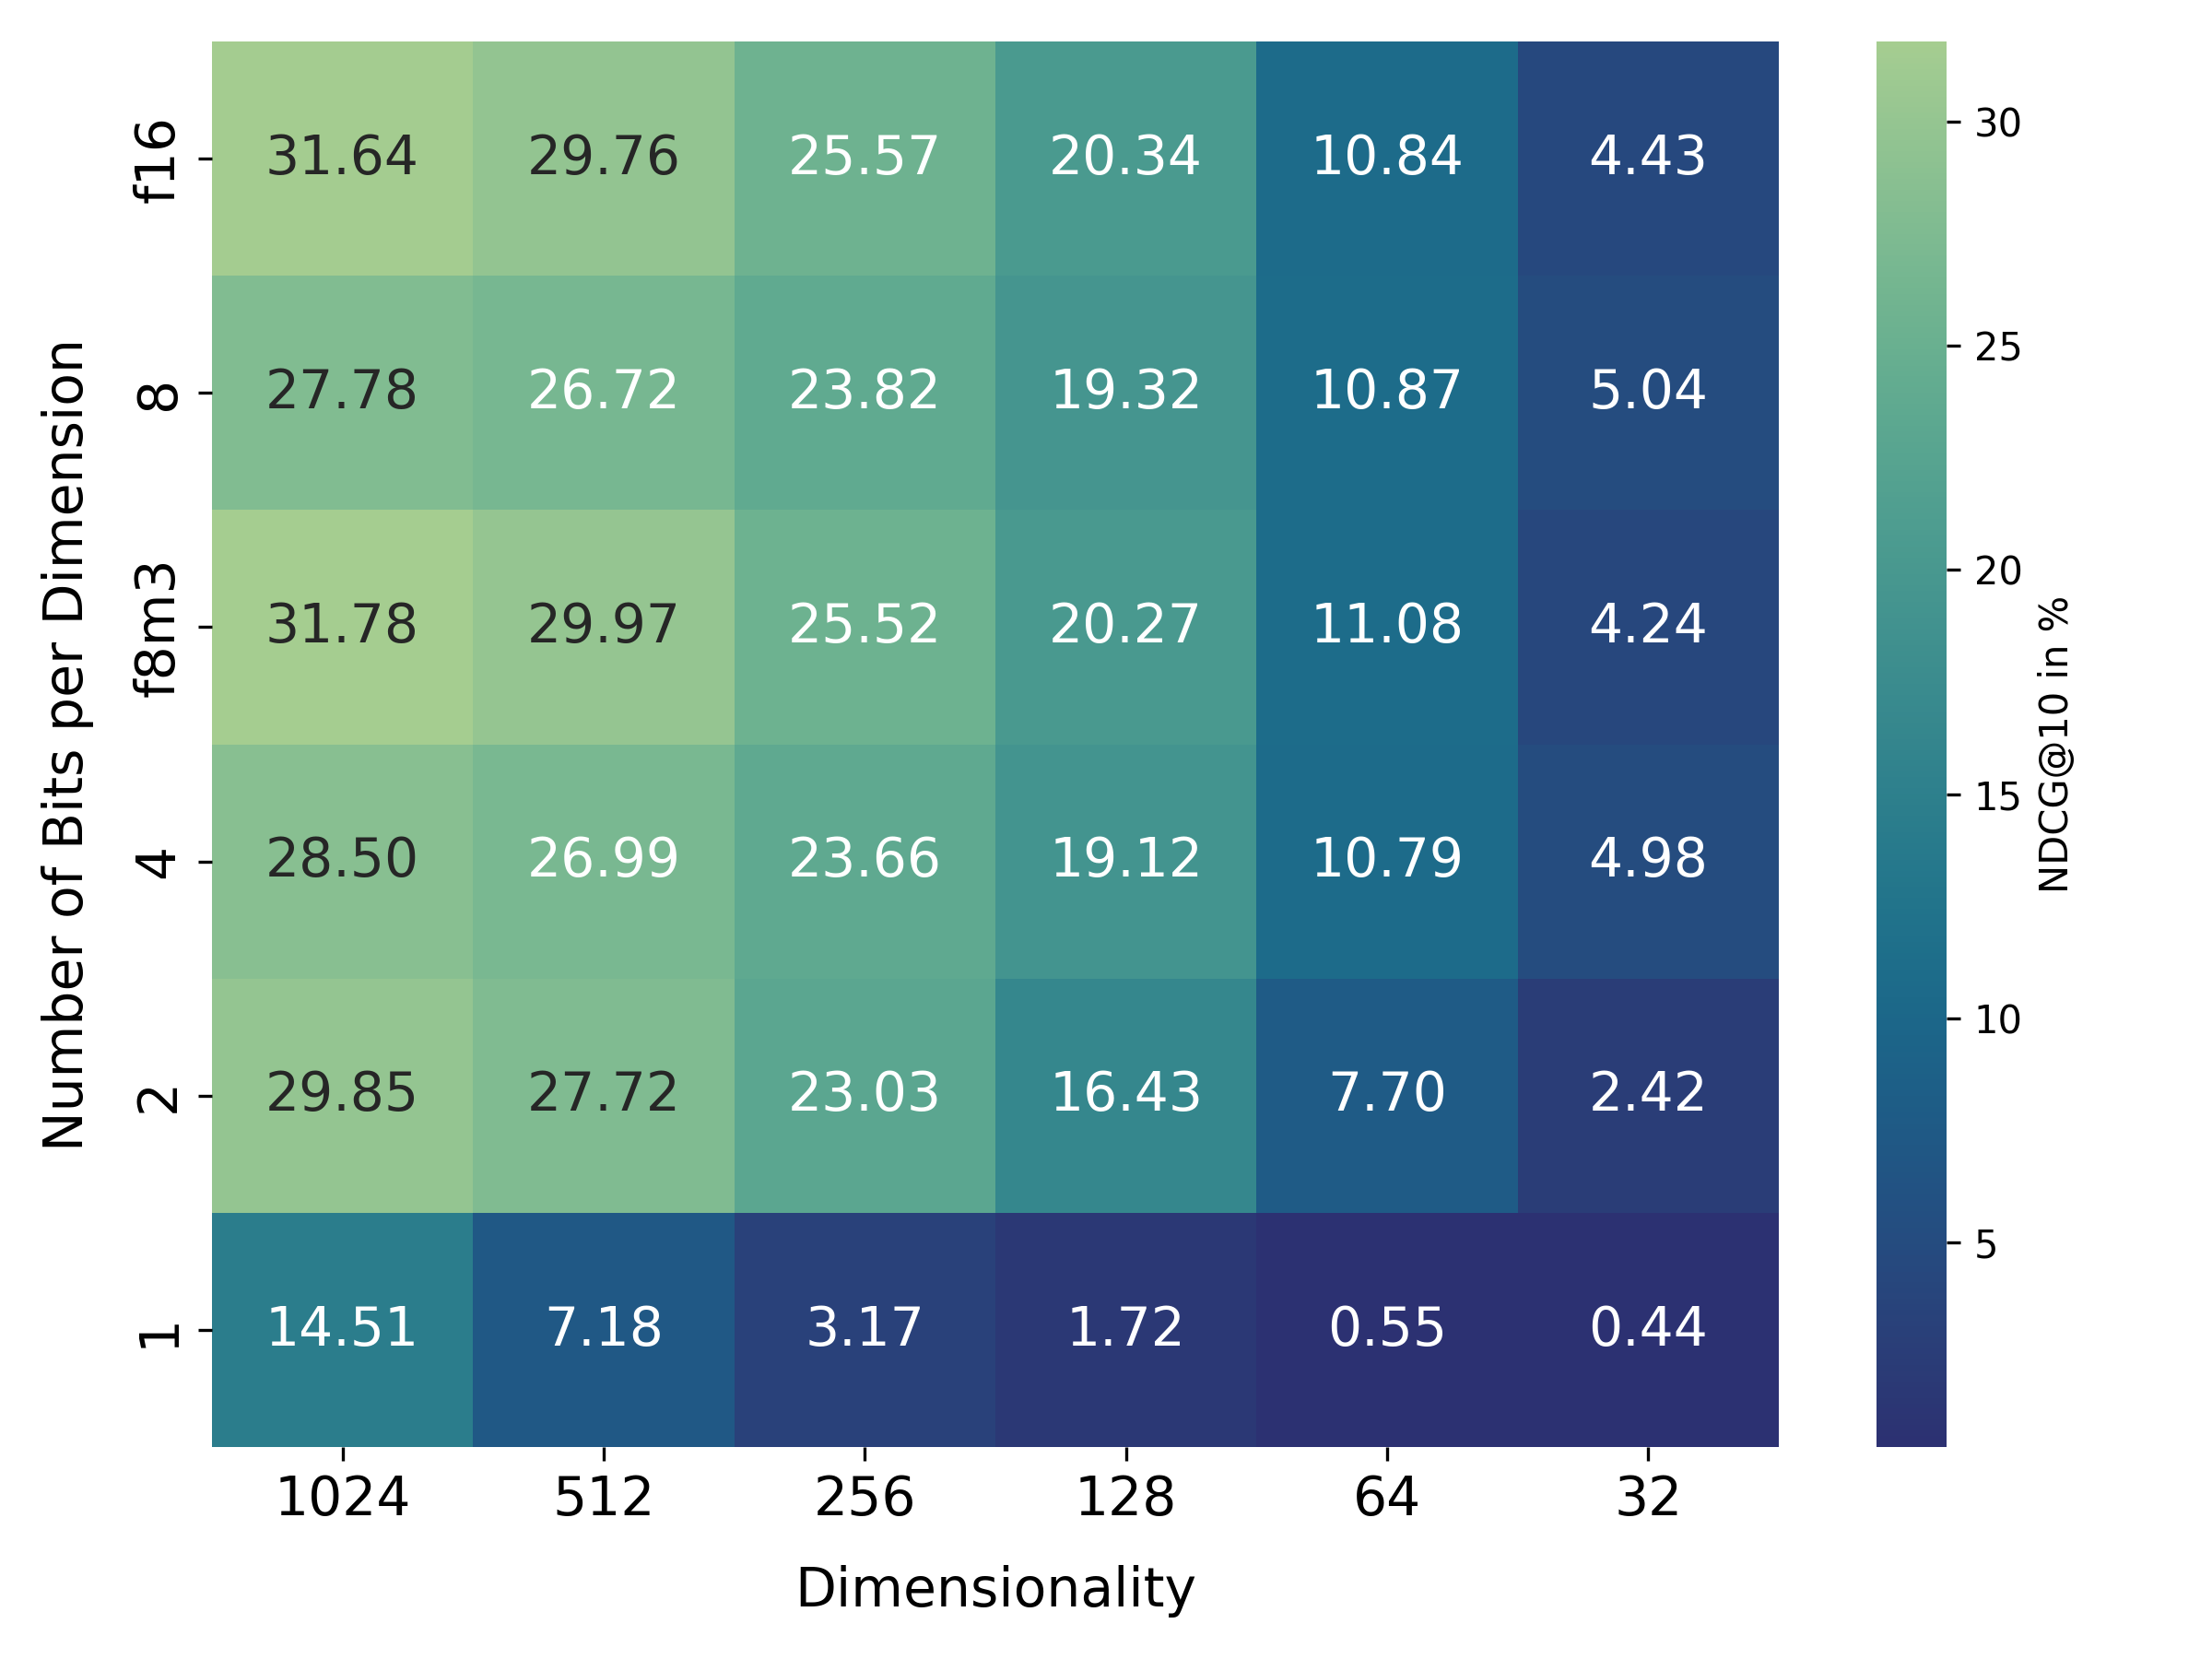 Number of Bits per Dimension
f16 31.64 29.76 25.57 20.34 10.84 4.43
8 27.78 26.72 23.82 19.32 10.87 5.04
f8m3 31.78 29.97 25.52 20.27 11.08 4.24
4 28.50 26.99 23.66 19.12 10.79 4.98
2 29.85 27.72 23.03 16.43 7.70 2.42
1 14.51 7.18 3.17 1.72 0.55 0.44
1024 512 256 128 64 32
Dimensionality
30
25
20
15
10
5
NDCG@10 in %